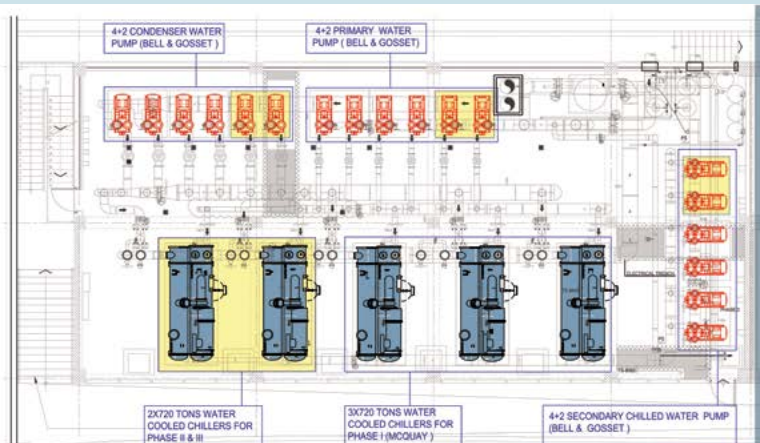 4+2 CONDENSER WATER
PUMP (BELL & GOSSET )
4+2 PRIMARY WATER
PUMP ( BELL & GOSSET)
ELECTRICAL TRENCH
2X720 TONS WATER
COOLED CHILLERS FOR
PHASE II & III
3X720 TONS WATER
COOLED CHILLERS FOR
PHASE I (MCQUAY )
4+2 SECONDARY CHILLED WATER PUMP
(BELL & GOSSET )